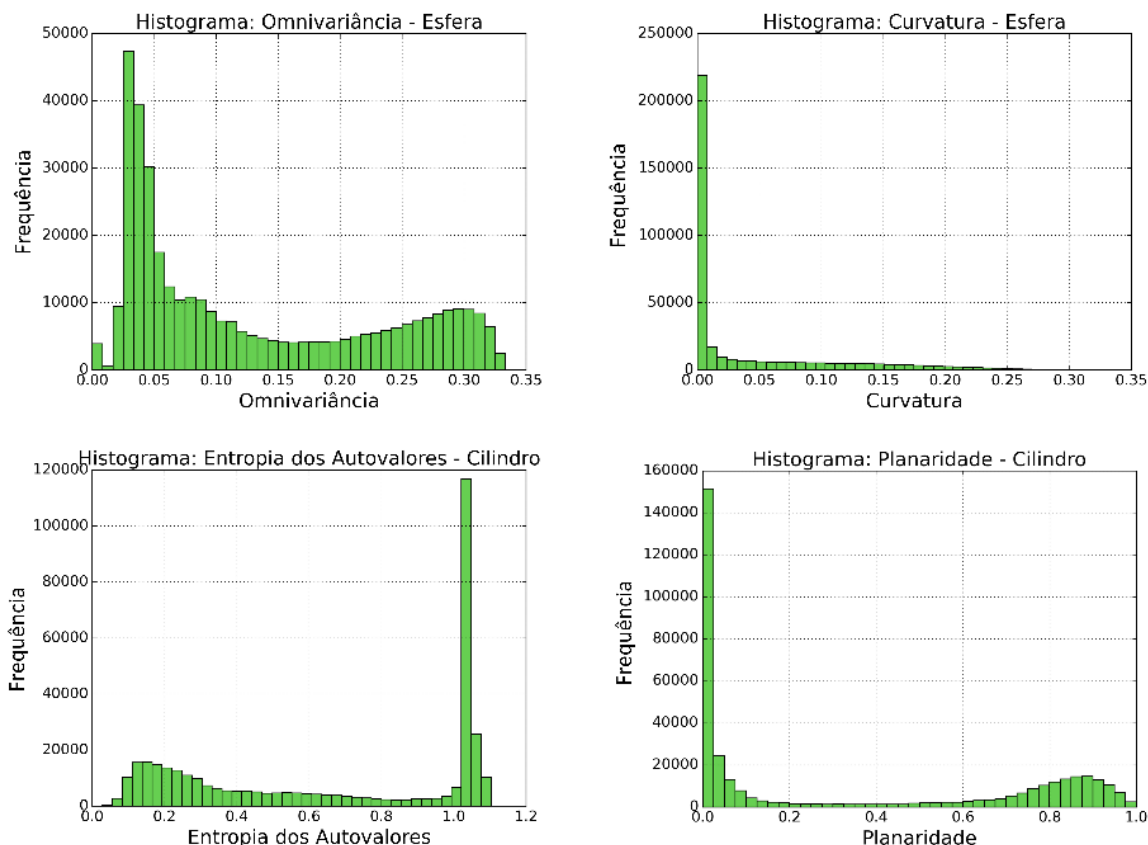 Histograma: Omnivariância - Esfera
50000
40000
30000
20000
10000
0
Frequência
0.00 0.05 0.10 0.15 0.20 0.25 0.30 0.35
Omnivariância
Histograma: Curvatura - Esfera
250000
200000
150000
100000
50000
0
Frequência
0.00 0.05 0.10 0.15 0.20 0.25 0.30 0.35
Curvatura
Histograma: Entropia dos Autovalores - Cilindro
120000
100000
80000
60000
40000
20000
0
Frequência
0.0 0.2 0.4 0.6 0.8 1.0 1.2
Entropia dos Autovalores
Histograma: Planaridade - Cilindro
160000
140000
120000
100000
80000
60000
40000
20000
0
Frequência
0.0 0.2 0.4 0.6 0.8 1.0
Planaridade